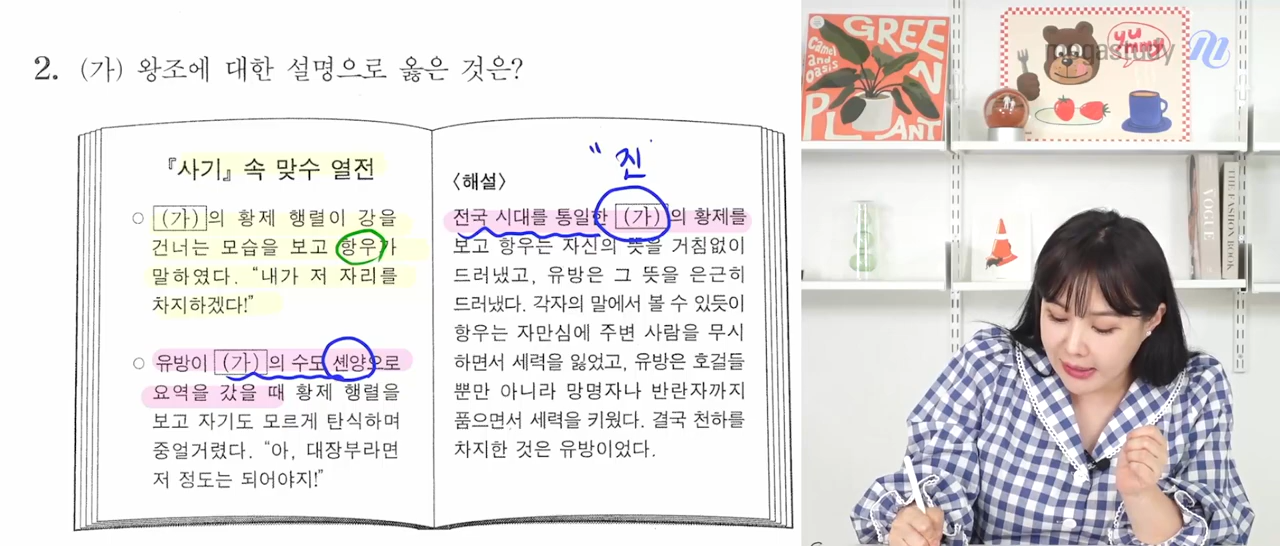 2. (가) 왕조에 대한 설명으로 옳은 것은?
『사기』 속 맞수 열전
○ (가)의 황제 행렬이 강을
건너는 모습을 보고 항우가
말하였다. “내가 저 자리를
차지하겠다!”
○ 유방이 (가)의 수도 셴양으로
요역을 갔을 때 황제 행렬을
보고 자기도 모르게 탄식하며
중얼거렸다. “아, 대장부라면
저 정도는 되어야지!”
“진”
〈해설〉
전국 시대를 통일한 (가)의 황제를
보고 항우는 자신의 뜻을 거침없이
드러냈고, 유방은 그 뜻을 은근히
드러냈다. 각자의 말에서 볼 수 있듯이
항우는 자만심에 주변 사람을 무시
하면서 세력을 잃었고, 유방은 호걸들
뿐만 아니라 망명자나 반란자까지
품으면서 세력을 키웠다. 결국 천하를
차지한 것은 유방이었다.
GREE
N
PLANT
Camel
and
Oasis
yummy
megastudy
VOGUE
THE FASHION BOOK